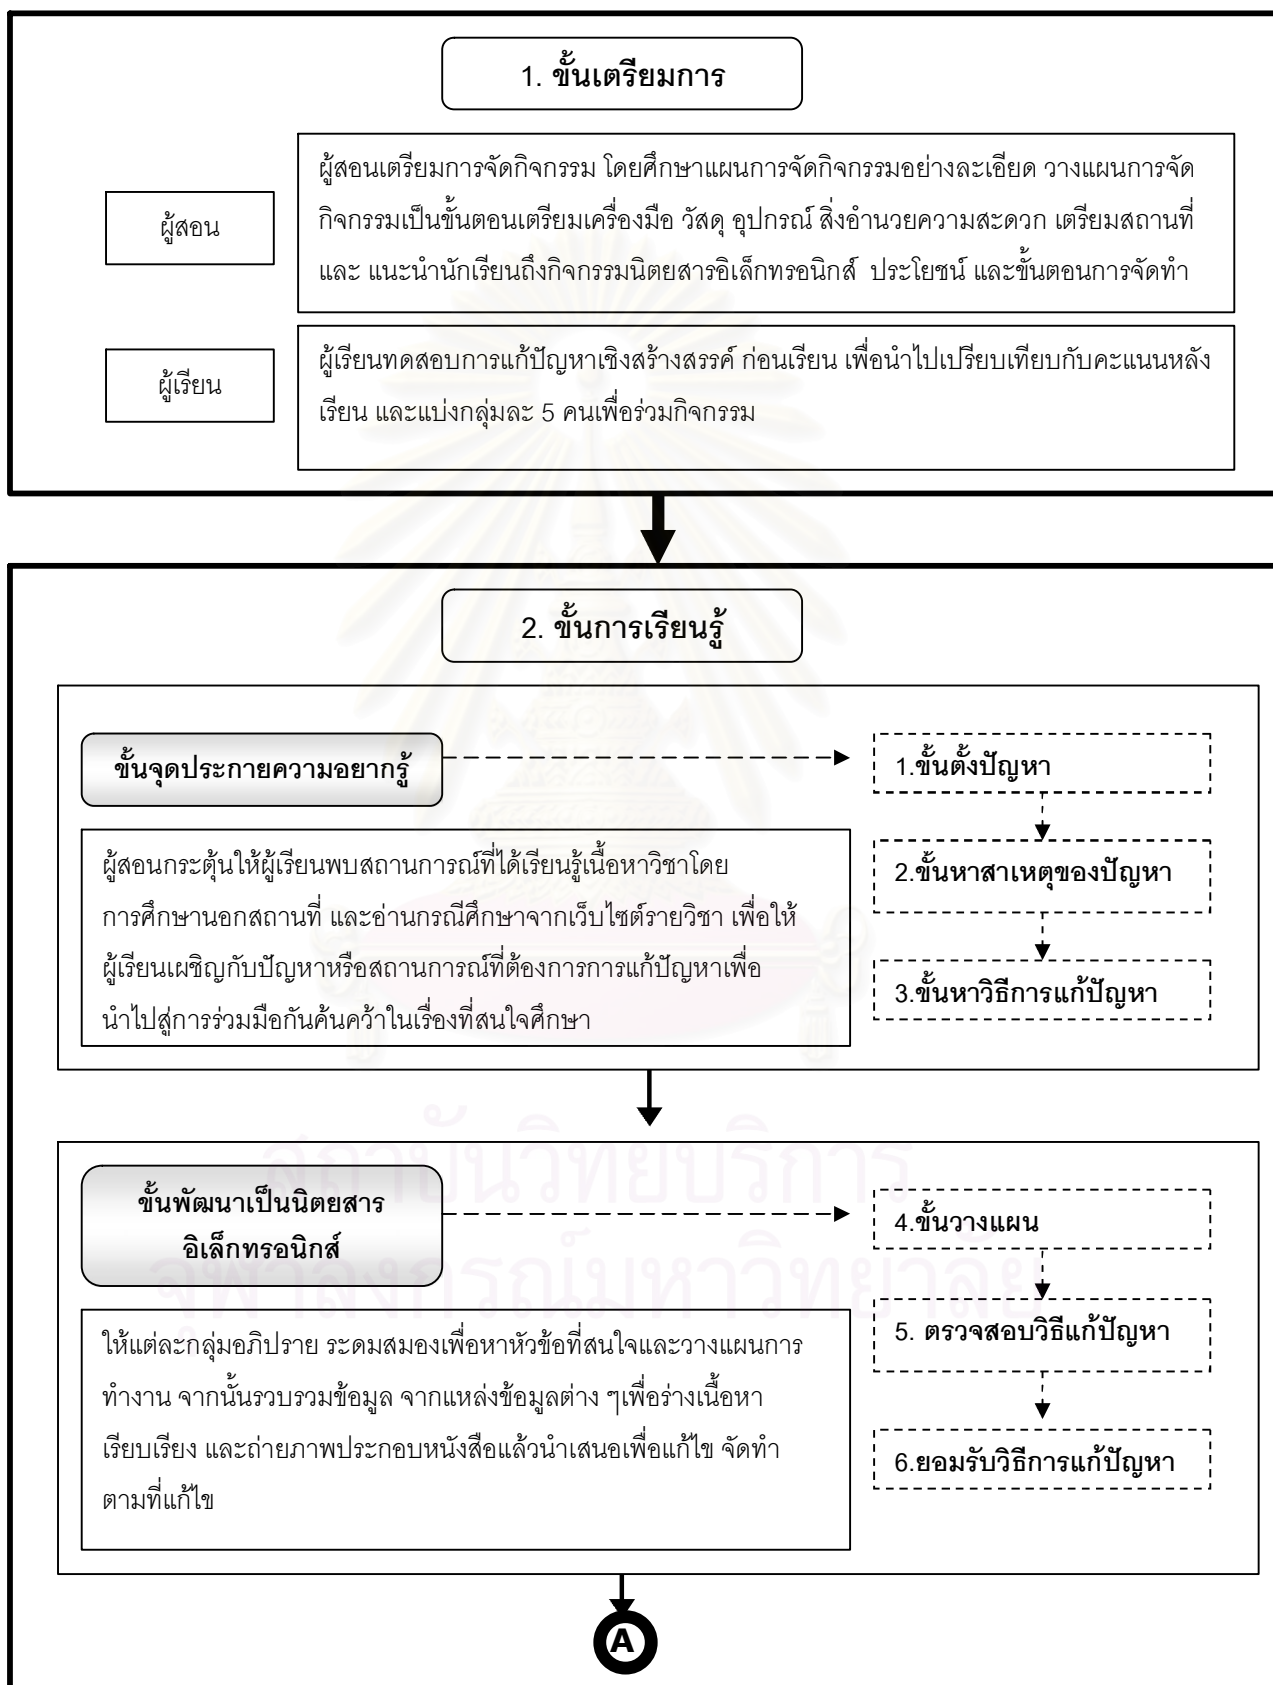 1. ขั้นเตรียมการ
ผู้สอน
ผู้สอนเตรียมการจัดกิจกรรม โดยศึกษาแผนการจัดกิจกรรมอย่างละเอียด วางแผนการจัด
กิจกรรมเป็นขั้นตอนเตรียมเครื่องมือ วัสดุ อุปกรณ์ สิ่งอำนวยความสะดวก เตรียมสถานที่
และ แนะนำนักเรียนถึงกิจกรรมนิตยสารอิเล็กทรอนิกส์ ประโยชน์ และขั้นตอนการจัดทำ
ผู้เรียน
ผู้เรียนทดสอบการแก้ปัญหาเชิงสร้างสรรค์ ก่อนเรียน เพื่อนำไปเปรียบเทียบกับคะแนนหลัง
เรียน และแบ่งกลุ่มละ 5 คนเพื่อร่วมกิจกรรม
2. ขั้นการเรียนรู้
ขั้นจุดประกายความอยากรู้
ผู้สอนกระตุ้นให้ผู้เรียนพบสถานการณ์ที่ได้เรียนรู้เนื้อหาวิชาโดย
การศึกษานอกสถานที่ และอ่านกรณีศึกษาจากเว็บไซต์รายวิชา เพื่อให้
ผู้เรียนเผชิญกับปัญหาหรือสถานการณ์ที่ต้องการการแก้ปัญหาเพื่อ
นำไปสู่การร่วมมือกันค้นคว้าในเรื่องที่สนใจศึกษา
1.ขั้นตั้งปัญหา
2.ขั้นหาสาเหตุของปัญหา
3.ขั้นหาวิธีการแก้ปัญหา
ขั้นพัฒนาเป็นนิตยสาร
อิเล็กทรอนิกส์
ให้แต่ละกลุ่มอภิปราย ระดมสมองเพื่อหาหัวข้อที่สนใจและวางแผนการ
ทำงาน จากนั้นรวบรวมข้อมูล จากแหล่งข้อมูลต่าง ๆเพื่อร่างเนื้อหา
เรียบเรียง และถ่ายภาพประกอบหนังสือแล้วนำเสนอเพื่อแก้ไข จัดทำ
ตามที่แก้ไข
4.ขั้นวางแผน
5. ตรวจสอบวิธีแก้ปัญหา
6.ยอมรับวิธีการแก้ปัญหา
สถาบันวิทยบริการ
จุฬาลงกรณ์มหาวิทยาลัย
A